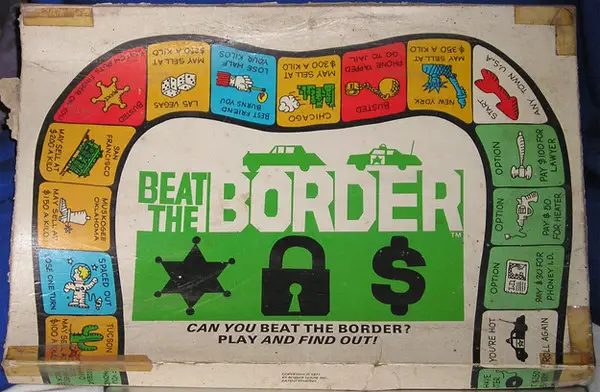 BEAT
THE BORDER
TM
CAN YOU BEAT THE BORDER?
PLAY AND FIND OUT!
START
ANY TOWN U.S.A
OPTION
PAY $100 FOR
LAWYER
OPTION
PAY $50
FOR HEATER
OPTION
PAY $30 FOR
PHONEY I.D.
YOU'RE HOT
ROLL AGAIN
NEW YORK
MAY SELL AT
$350 A KILO
BUSTED
PHONE TAPPED
GO TO JAIL
CHICAGO
MAY SELL AT
$300 A KILO
BEST FRIEND
BURNS YOU
LOSE HALF
YOUR KILOS
LAS VEGAS
MAY SELL AT
$250 A KILO
BUSTED
SAN
FRANCISCO
MAY SELL AT
$200 A KILO
MUSKOGEE
OKLAHOMA
MAY SELL AT
$150 A KILO
SPACED OUT
LOSE ONE TURN
TUCSON
MAY SELL AT